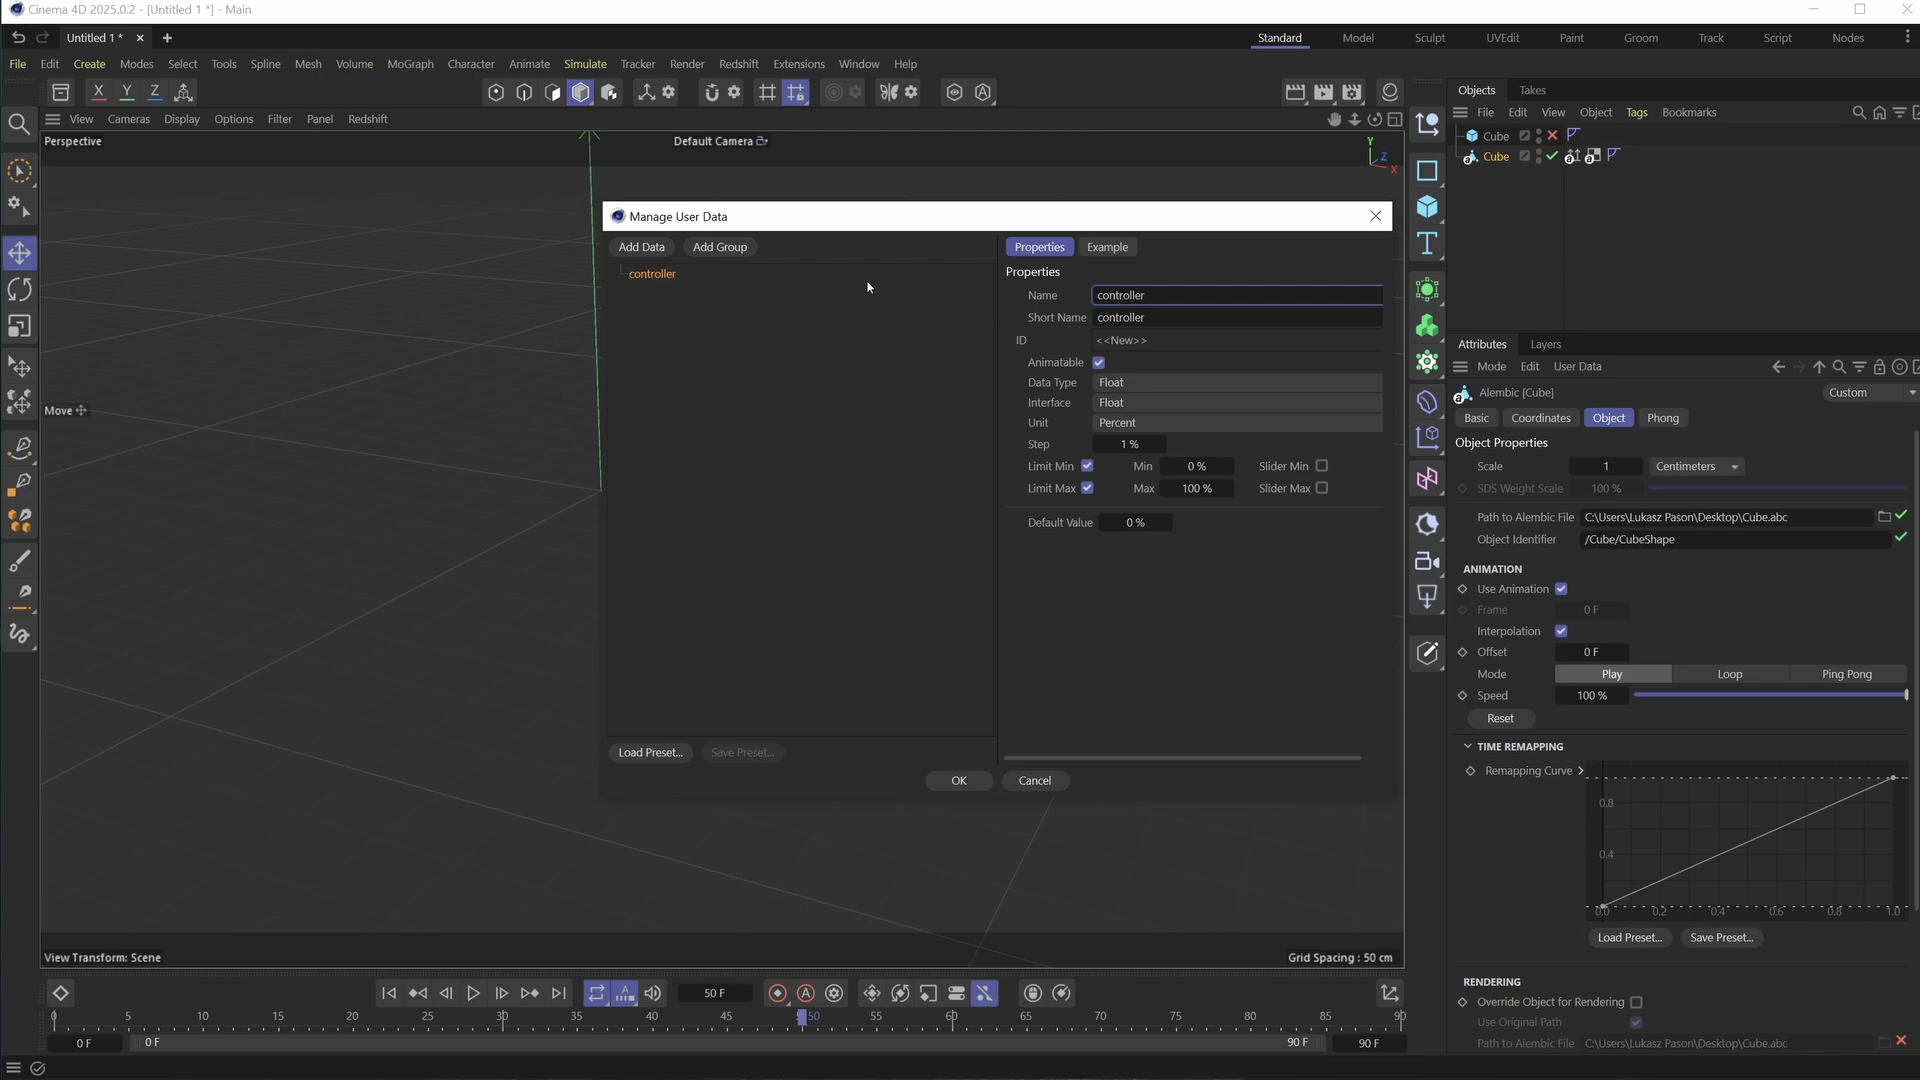 Cinema 4D 2025.0.2 - [Untitled 1 *] - Main
Untitled 1 *
Standard
Model
Sculpt
UVEdit
Paint
Groom
Track
Script
Nodes
File
Edit
Create
Modes
Select
Tools
Spline
Mesh
Volume
MoGraph
Character
Animate
Simulate
Tracker
Render
Redshift
Extensions
Window
Help
X
Y
Z
Objects
Takes
View
Cameras
Display
Options
Filter
Panel
Redshift
File
Edit
View
Object
Tags
Bookmarks
Perspective
Default Camera
Y
Z
X
Cube
Cube
Manage User Data
Add Data
Add Group
Properties
Example
controller
Properties
Name
controller
Short Name
controller
ID
<<New>>
Animatable
Data Type
Float
Interface
Float
Unit
Percent
Step
1 %
Limit Min
Min
0 %
Slider Min
Limit Max
Max
100 %
Slider Max
Default Value
0 %
Load Preset...
Save Preset...
OK
Cancel
Move
Attributes
Layers
Mode
Edit
User Data
Alembic [Cube]
Custom
Basic
Coordinates
Object
Phong
Object Properties
Scale
1
Centimeters
SDS Weight Scale
100 %
Path to Alembic File
C:\Users\Lukasz Pason\Desktop\Cube.abc
Object Identifier
/Cube/CubeShape
ANIMATION
Use Animation
Frame
0 F
Interpolation
Offset
0 F
Mode
Play
Loop
Ping Pong
Speed
100 %
Reset
TIME REMAPPING
Remapping Curve
0.8
0.4
0.0
0.2
0.4
0.6
0.8
1.0
Load Preset...
Save Preset...
RENDERING
Override Object for Rendering
Use Original Path
Path to Alembic File
C:\Users\Lukasz Pason\Desktop\Cube.abc
View Transform: Scene
Grid Spacing : 50 cm
50 F
0
5
10
15
20
25
30
35
40
45
50
55
60
65
70
75
80
85
90
0 F
0 F
90 F
90 F